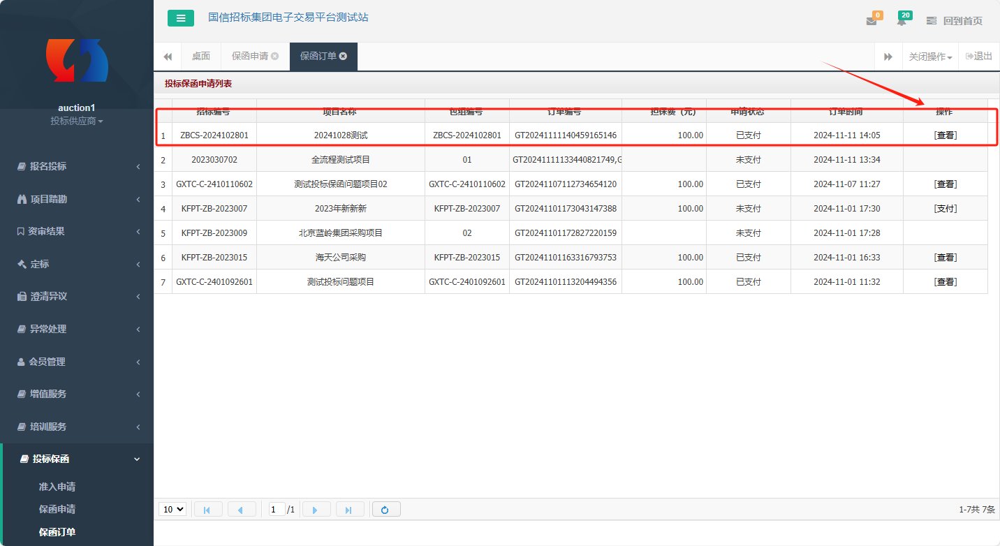 国信招标集团电子交易平台测试站
0
20
回到首页
auction1
投标供应商
报名投标
项目踏勘
资审结果
定标
澄清异议
异常处理
会员管理
增值服务
培训服务
投标保函
准入申请
保函申请
保函订单
桌面 保函申请 保函订单 关闭操作 退出
投标保函申请列表
招标编号 项目名称 包组编号 订单编号 担保费（元） 申请状态 订单时间 操作
1 ZBCS-2024102801 20241028测试 ZBCS-2024102801 GT20241111140459165146 100.00 已支付 2024-11-11 14:05 [查看]
2 2023030702 全流程测试项目 01 GT20241111133440821749, 未支付 2024-11-11 13:34
3 GXTC-C-2410110602 测试投标保函问题项目02 GXTC-C-2410110602 GT20241107112734654120 100.00 已支付 2024-11-07 11:27 [查看]
4 KFPT-ZB-2023007 2023年新新新 KFPT-ZB-2023007 GT20241101173043147388 100.00 未支付 2024-11-01 17:30 [支付]
5 KFPT-ZB-2023009 北京蓝岭集团采购项目 02 GT20241101172827220159 未支付 2024-11-01 17:28
6 KFPT-ZB-2023015 海天公司采购 KFPT-ZB-2023015 GT20241101163316793753 100.00 已支付 2024-11-01 16:33 [查看]
7 GXTC-C-2401092601 测试投标问题项目 GXTC-C-2401092601 GT20241101113204494356 100.00 已支付 2024-11-01 11:32 [查看]
10 1 /1 1-7共 7条